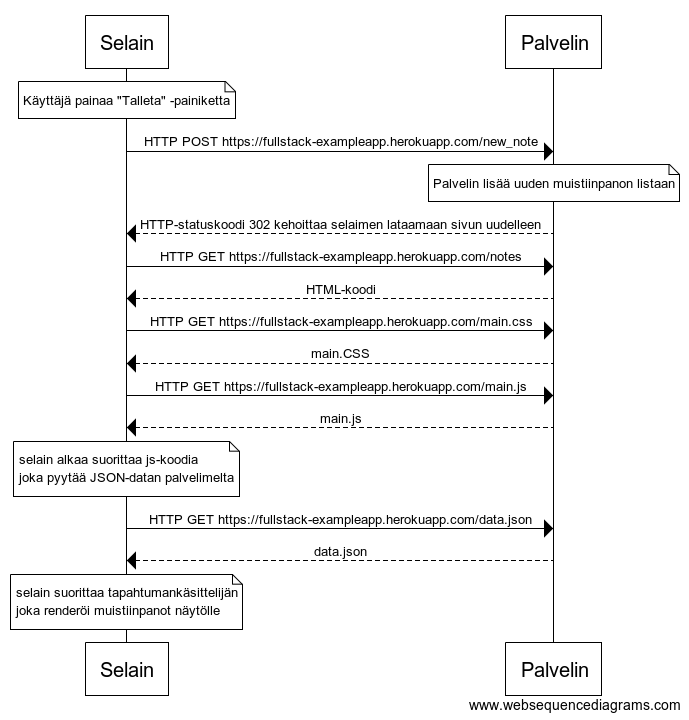 Selain
Palvelin
Käyttäjä painaa "Talleta" -painiketta
HTTP POST https://fullstack-exampleapp.herokuapp.com/new_note
Palvelin lisää uuden muistiinpanon listaan
HTTP-statuskoodi 302 kehoittaa selaimen lataamaan sivun uudelleen
HTTP GET https://fullstack-exampleapp.herokuapp.com/notes
HTML-koodi
HTTP GET https://fullstack-exampleapp.herokuapp.com/main.css
main.CSS
HTTP GET https://fullstack-exampleapp.herokuapp.com/main.js
main.js
selain alkaa suorittaa js-koodia
joka pyytää JSON-datan palvelimelta
HTTP GET https://fullstack-exampleapp.herokuapp.com/data.json
data.json
selain suorittaa tapahtumankäsittelijän
joka renderöi muistiinpanot näytölle
Selain
Palvelin
www.websequencediagrams.com